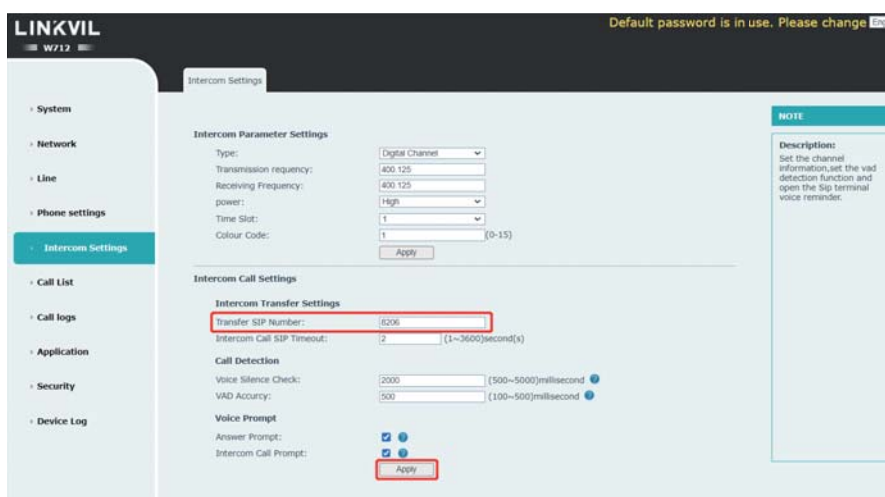 LINKVIL
W712
Default password is in use. Please change
Intercom Settings
System
Network
Line
Phone settings
Intercom Settings
Call List
Call logs
Application
Security
Device Log
Intercom Parameter Settings
Type: Digital Channel
Transmission requency: 400.125
Receiving Frequency: 400.125
power: High
Time Slot: 1
Colour Code: 1 (0-15)
Apply
Intercom Call Settings
Intercom Transfer Settings
Transfer SIP Number: 6206
Intercom Call SIP Timeout: 2 (1~3600)second(s)
Call Detection
Voice Silence Check: 2000 (500~5000)millisecond
VAD Accurcy: 500 (100~500)millisecond
Voice Prompt
Answer Prompt:
Intercom Call Prompt:
Apply
NOTE
Description:
Set the channel
information,set the vad
detection function and
open the Sip terminal
voice reminder.